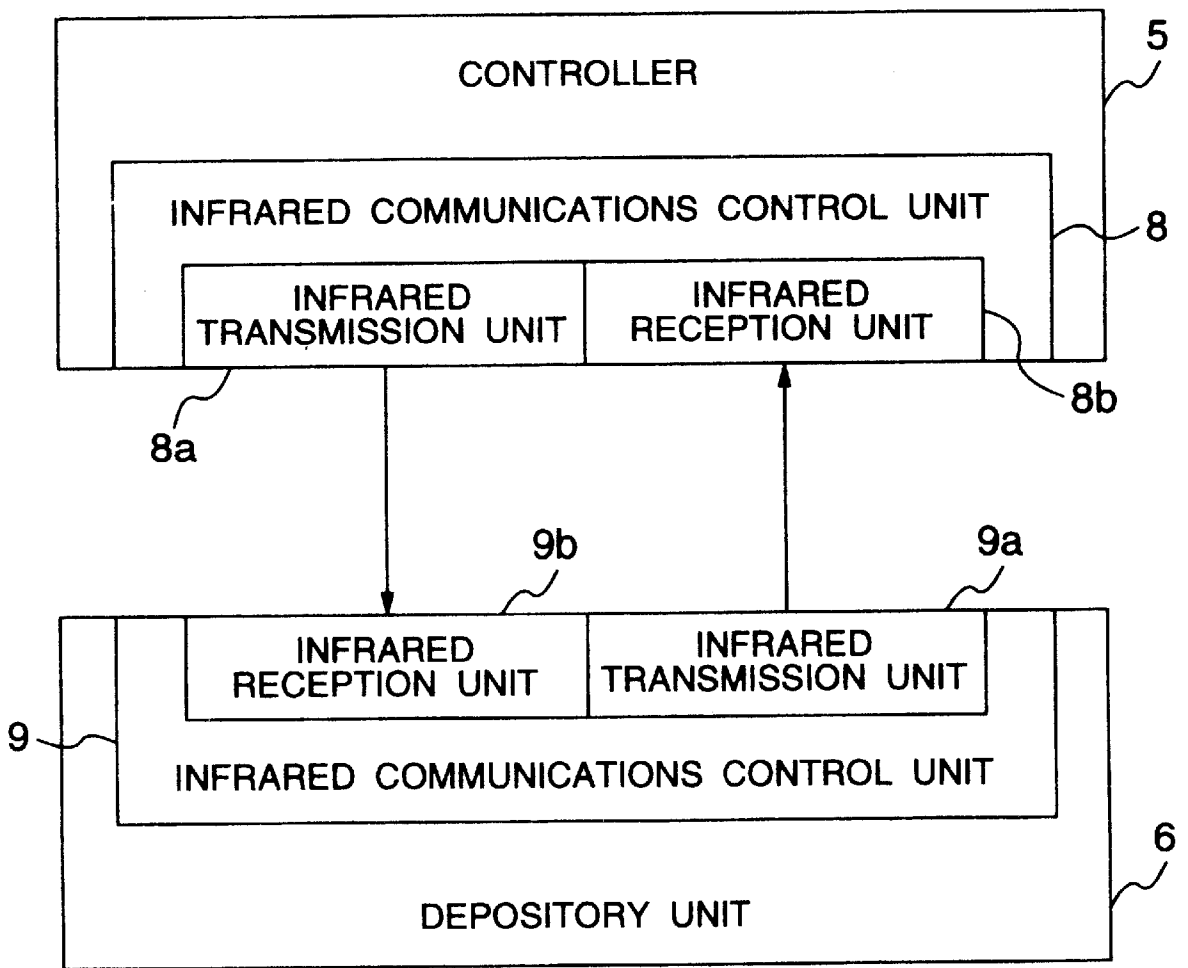 CONTROLLER
5
INFRARED COMMUNICATIONS CONTROL UNIT
8
INFRARED
TRANSMISSION UNIT
INFRARED
RECEPTION UNIT
8a
8b
9b
9a
INFRARED
RECEPTION UNIT
INFRARED
TRANSMISSION UNIT
9
INFRARED COMMUNICATIONS CONTROL UNIT
6
DEPOSITORY UNIT